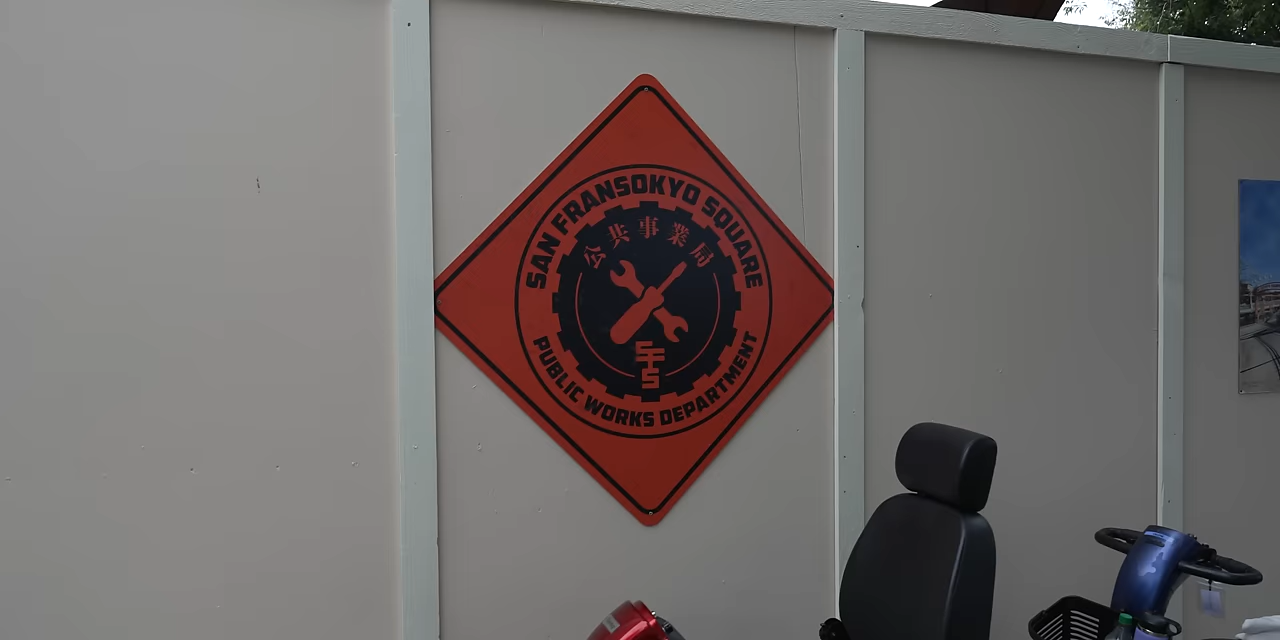 SAN FRANSOKYO SQUARE
公共事業局
SFS
PUBLIC WORKS DEPARTMENT